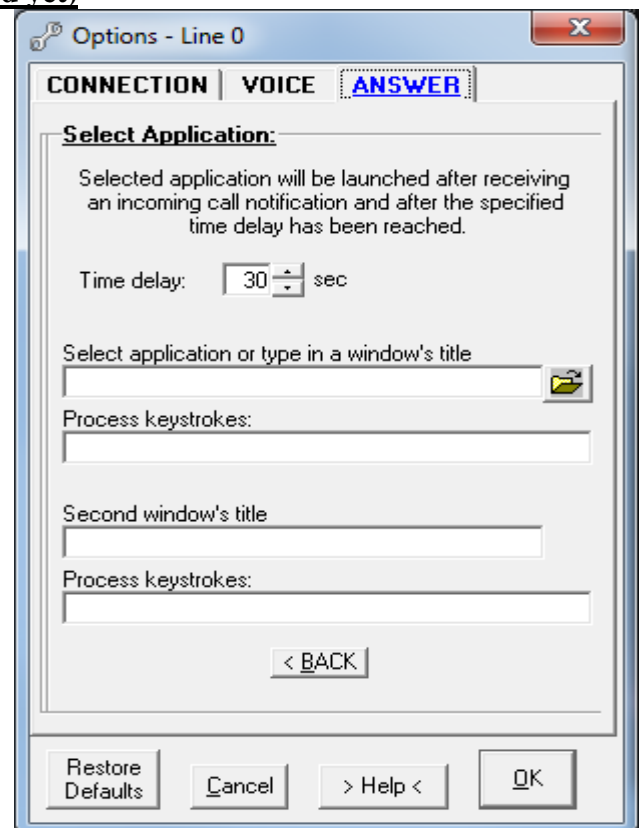 Options - Line 0
CONNECTION VOICE ANSWER
Select Application:
Selected application will be launched after receiving
an incoming call notification and after the specified
time delay has been reached.
Time delay: 30 sec
Select application or type in a window's title
Process keystrokes:
Second window's title
Process keystrokes:
< BACK
Restore
Defaults
Cancel
> Help <
OK